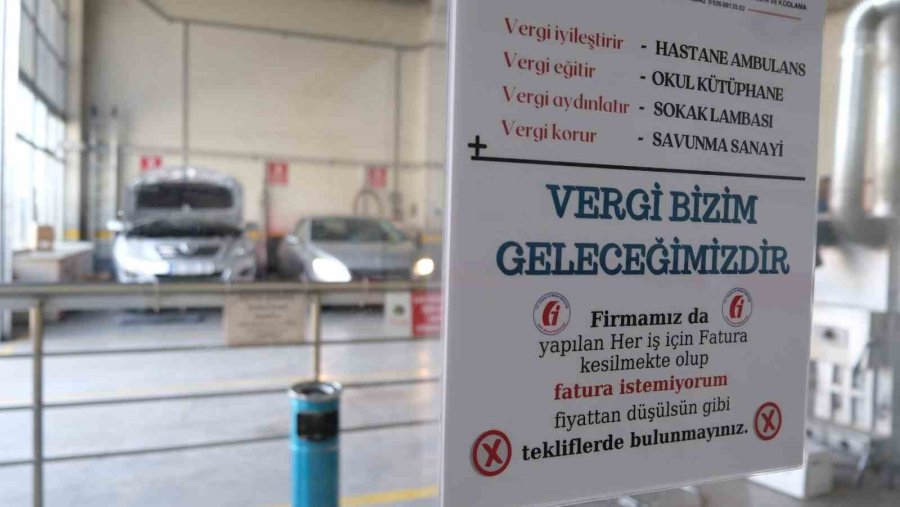 VE KODLAMA
Vergi iyileştirir - HASTANE AMBULANS
Vergi eğitir - OKUL KÜTÜPHANE
Vergi aydınlatır - SOKAK LAMBASI
Vergi korur - SAVUNMA SANAYİ
VERGİ BİZİM
GELECEĞİMİZDİR
Firmamız da
yapılan Her iş için Fatura
kesilmekte olup
fatura istemiyorum
fiyattan düşülsün gibi
tekliflerde bulunmayınız.